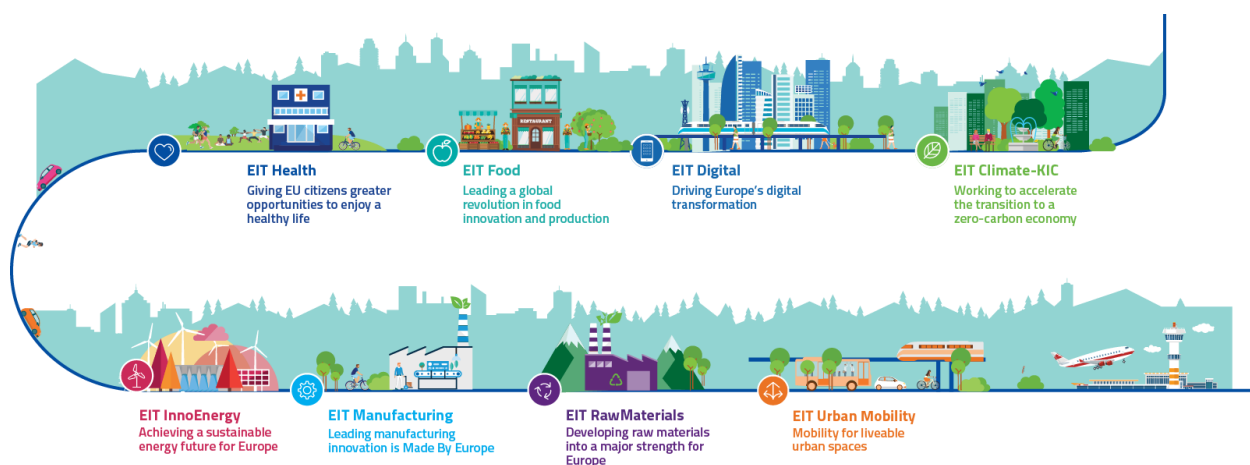 RESTAURANT
EIT Health
Giving EU citizens greater
opportunities to enjoy a
healthy life
EIT Food
Leading a global
revolution in food
innovation and production
EIT Digital
Driving Europe's digital
transformation
EIT Climate-KIC
Working to accelerate
the transition to a
zero-carbon economy
EIT InnoEnergy
Achieving a sustainable
energy future for Europe
EIT Manufacturing
Leading manufacturing
innovation is Made By Europe
EIT RawMaterials
Developing raw materials
into a major strength for
Europe
EIT Urban Mobility
Mobility for liveable
urban spaces